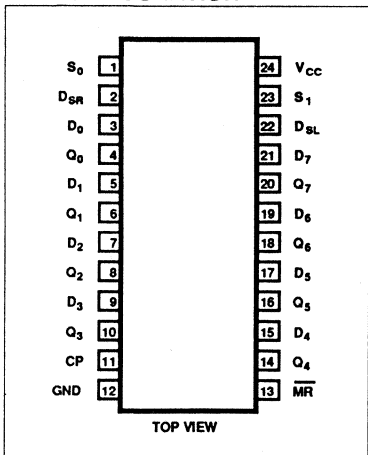 S0 1 24 VCC
DSR 2 23 S1
D0 3 22 DSL
Q0 4 21 D7
D1 5 20 Q7
Q1 6 19 D6
D2 7 18 Q6
Q2 8 17 D5
D3 9 16 Q5
Q3 10 15 D4
CP 11 14 Q4
GND 12 13 M̅R̅
TOP VIEW